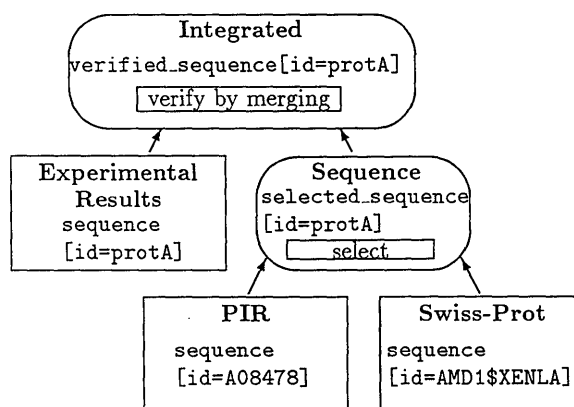 Integrated
verified_sequence[id=protA]
verify by merging
Experimental
Results
sequence
[id=protA]
Sequence
selected_sequence
[id=protA]
select
PIR
sequence
[id=A08478]
Swiss-Prot
sequence
[id=AMD1$XENLA]